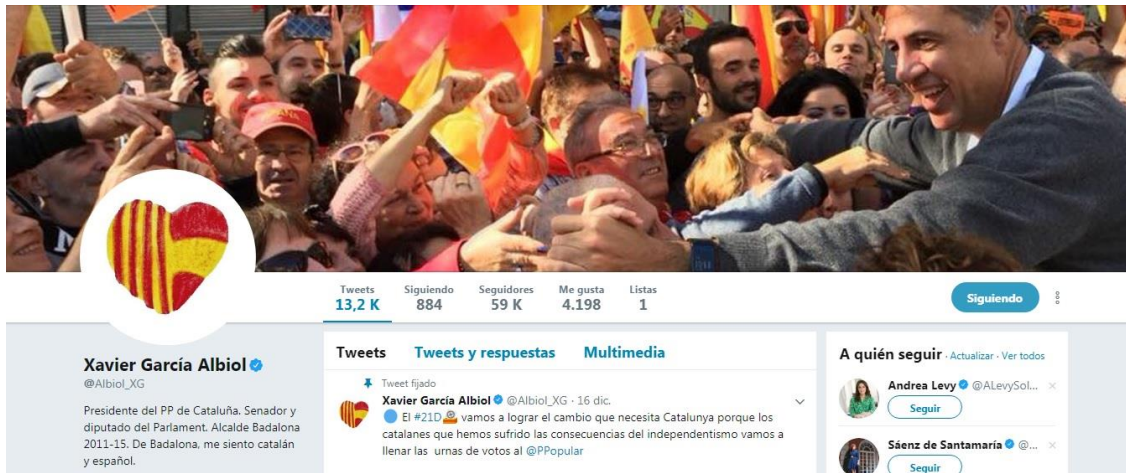 ESPAÑA
Tweets Siguiendo Seguidores Me gusta Listas
13,2 K 884 59 K 4.198 1
Siguiendo
Xavier García Albiol
@Albiol_XG
Presidente del PP de Cataluña. Senador y
diputado del Parlament. Alcalde Badalona
2011-15. De Badalona, me siento catalán
y español.
Tweets Tweets y respuestas Multimedia
Tweet fijado
Xavier García Albiol @Albiol_XG · 16 dic.
El #21D vamos a lograr el cambio que necesita Catalunya porque los
catalanes que hemos sufrido las consecuencias del independentismo vamos a
llenar las urnas de votos al @PPopular
A quién seguir · Actualizar · Ver todos
Andrea Levy @ALevySol...
Seguir
Sáenz de Santamaría @...
Seguir